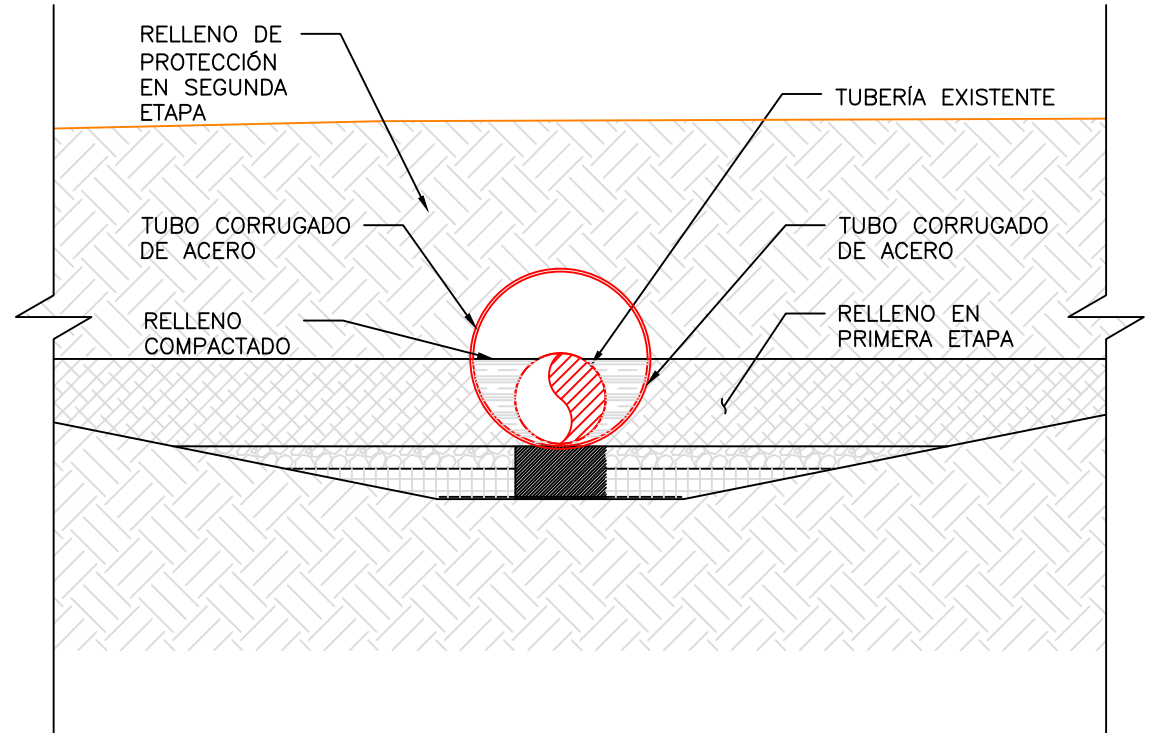 RELLENO DE
PROTECCIÓN
EN SEGUNDA
ETAPA
TUBERÍA EXISTENTE
TUBO CORRUGADO
DE ACERO
TUBO CORRUGADO
DE ACERO
RELLENO
COMPACTADO
RELLENO EN
PRIMERA ETAPA